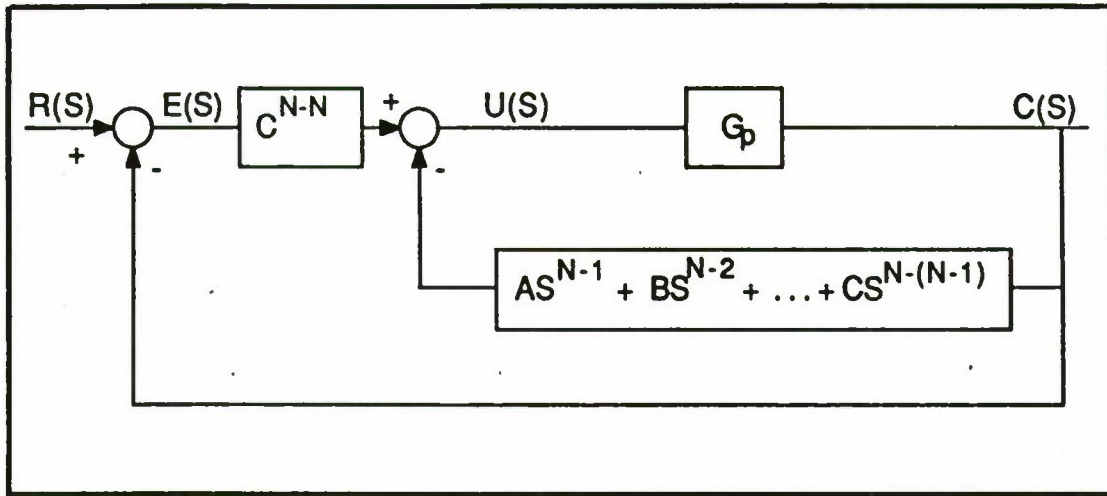 R(S)
E(S)
C^N-N
U(S)
G_p
C(S)
+
-
+
-
AS^N-1 + BS^N-2 + ... + CS^N-(N-1)